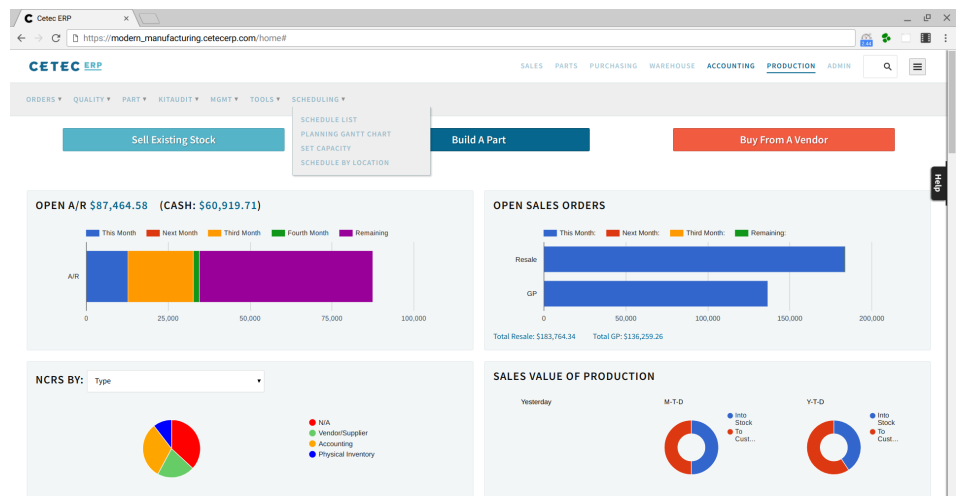 Cetec ERP
https://modern_manufacturing.cetecerp.com/home#
CETEC ERP
SALES PARTS PURCHASING WAREHOUSE ACCOUNTING PRODUCTION ADMIN
ORDERS QUALITY PART KITAUDIT MGMT TOOLS SCHEDULING
SCHEDULE LIST
PLANNING GANTT CHART
SET CAPACITY
SCHEDULE BY LOCATION
Sell Existing Stock
Build A Part
Buy From A Vendor
Help
OPEN A/R $87,464.58 (CASH: $60,919.71)
This Month Next Month Third Month Fourth Month Remaining
A/R
0 25,000 50,000 75,000 100,000
OPEN SALES ORDERS
This Month: Next Month: Third Month: Remaining:
Resale
GP
0 50,000 100,000 150,000 200,000
Total Resale: $183,764.34 Total GP: $136,259.26
NCRS BY: Type
N/A
Vendor/Supplier
Accounting
Physical Inventory
SALES VALUE OF PRODUCTION
Yesterday M-T-D Y-T-D
Into
Stock
To
Cust...
Into
Stock
To
Cust...